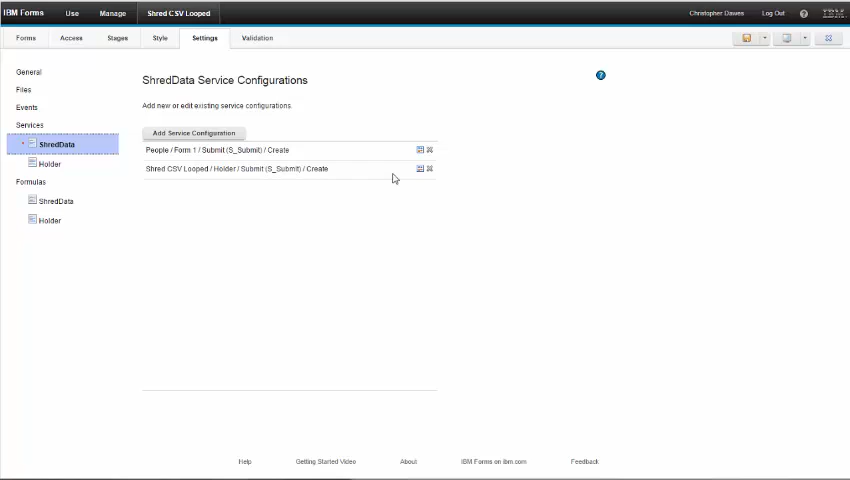 IBM Forms Use Manage Shred CSV Looped Christopher Dawes Log Out ? IBM
Forms Access Stages Style Settings Validation
General
Files
Events
Services
* ShredData
Holder
Formulas
ShredData
Holder
ShredData Service Configurations
?
Add new or edit existing service configurations.
Add Service Configuration
People / Form 1 / Submit (S_Submit) / Create
Shred CSV Looped / Holder / Submit (S_Submit) / Create
Help Getting Started Video About IBM Forms on ibm.com Feedback